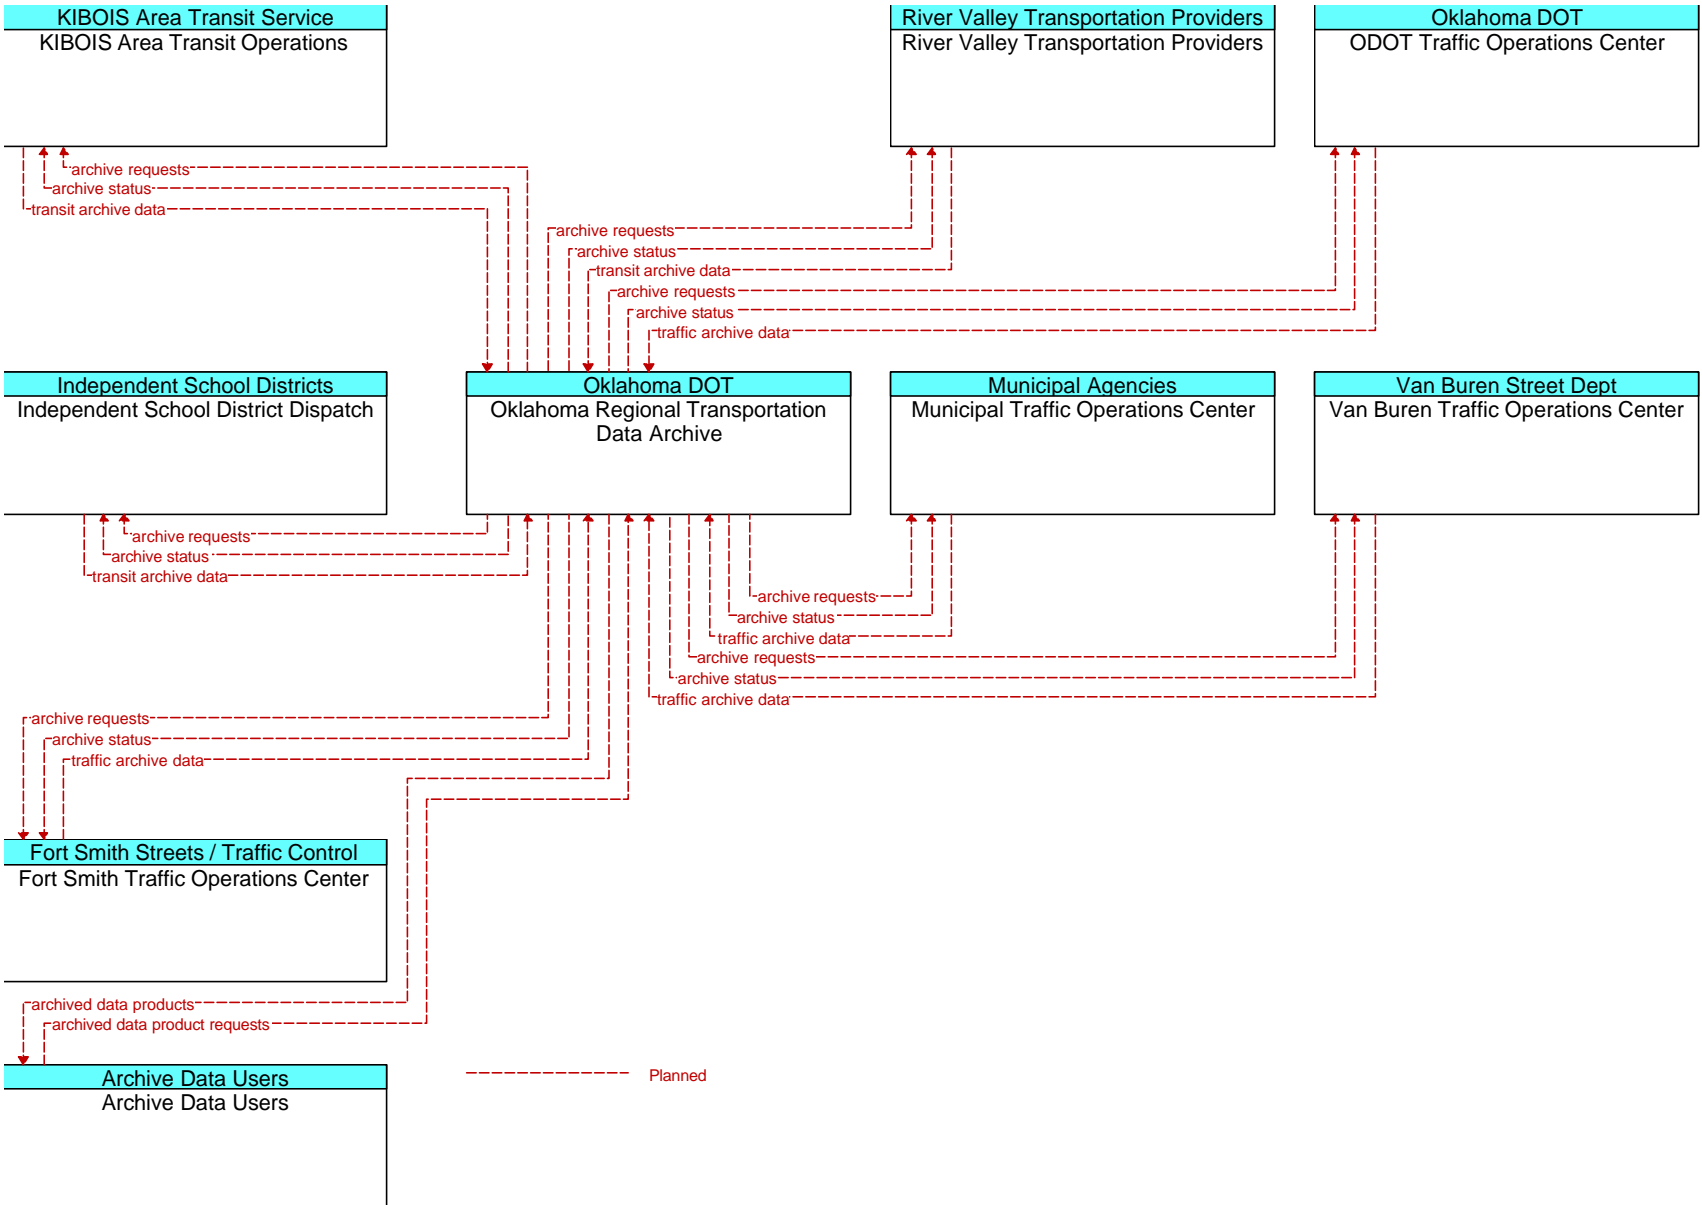 KIBOIS Area Transit Service
KIBOIS Area Transit Operations
River Valley Transportation Providers
River Valley Transportation Providers
Oklahoma DOT
ODOT Traffic Operations Center
archive requests
archive status
transit archive data
archive requests
archive status
transit archive data
archive requests
archive status
traffic archive data
Independent School Districts
Independent School District Dispatch
Oklahoma DOT
Oklahoma Regional Transportation
Data Archive
Municipal Agencies
Municipal Traffic Operations Center
Van Buren Street Dept
Van Buren Traffic Operations Center
archive requests
archive status
transit archive data
archive requests
archive status
traffic archive data
archive requests
archive status
traffic archive data
archive requests
archive status
traffic archive data
Fort Smith Streets / Traffic Control
Fort Smith Traffic Operations Center
archived data products
archived data product requests
Archive Data Users
Archive Data Users
Planned